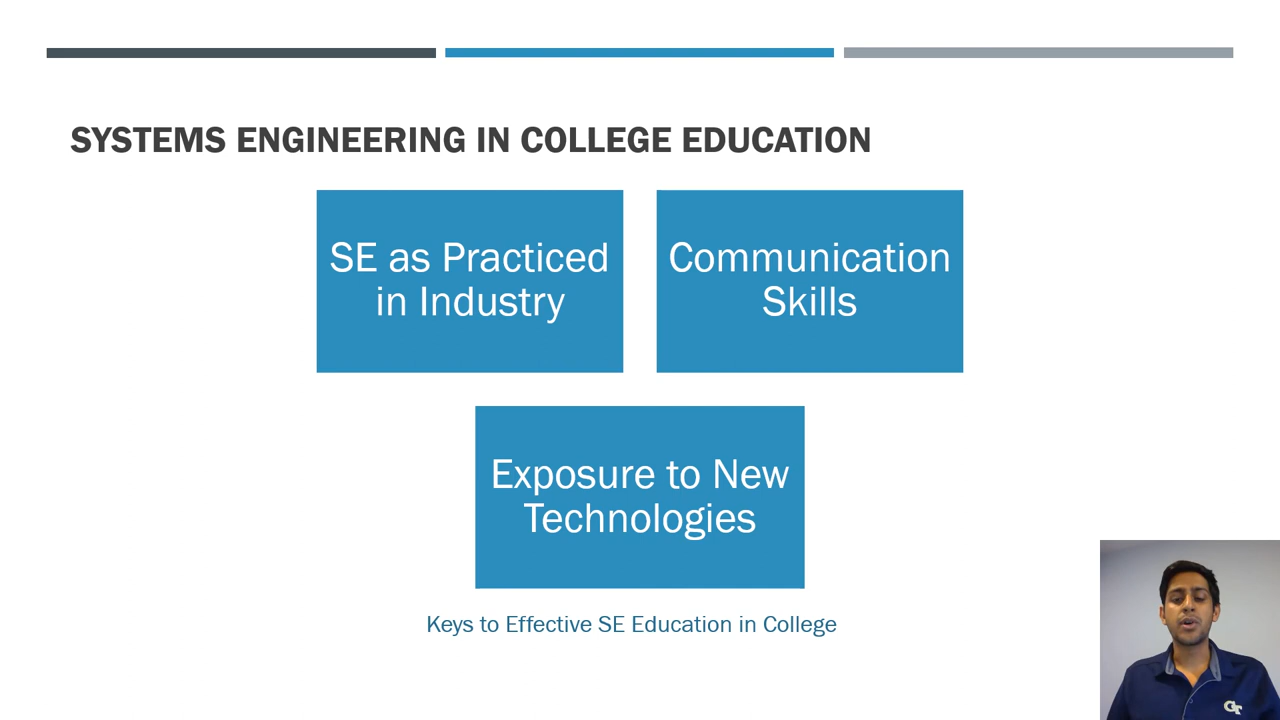 SYSTEMS ENGINEERING IN COLLEGE EDUCATION
SE as Practiced
in Industry
Communication
Skills
Exposure to New
Technologies
Keys to Effective SE Education in College
GT